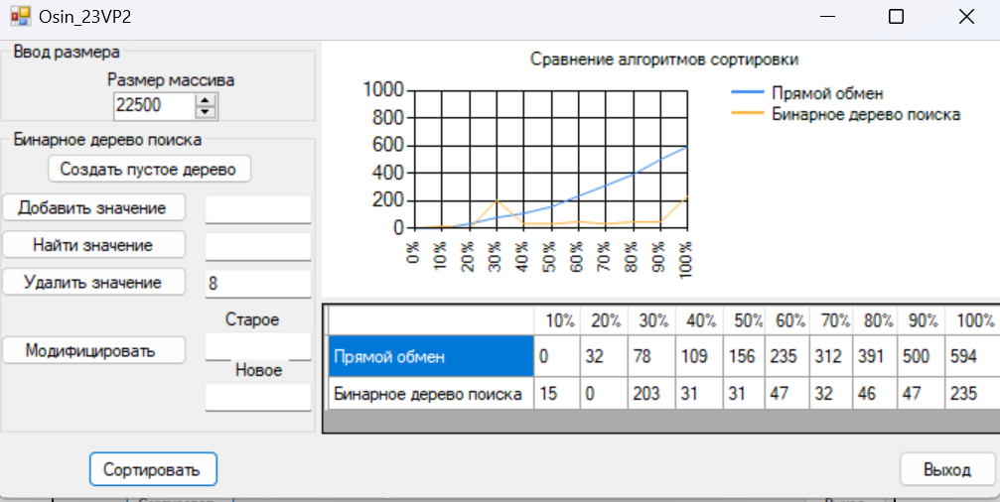 Osin_23VP2
Ввод размера
Размер массива
22500
Бинарное дерево поиска
Создать пустое дерево
Добавить значение
Найти значение
Удалить значение 8
Старое
Модифицировать
Новое
Сортировать
Сравнение алгоритмов сортировки
1000
800
600
400
200
0
0% 10% 20% 30% 40% 50% 60% 70% 80% 90% 100%
Прямой обмен
Бинарное дерево поиска
10% 20% 30% 40% 50% 60% 70% 80% 90% 100%
Прямой обмен 0 32 78 109 156 235 312 391 500 594
Бинарное дерево поиска 15 0 203 31 31 47 32 46 47 235
Выход